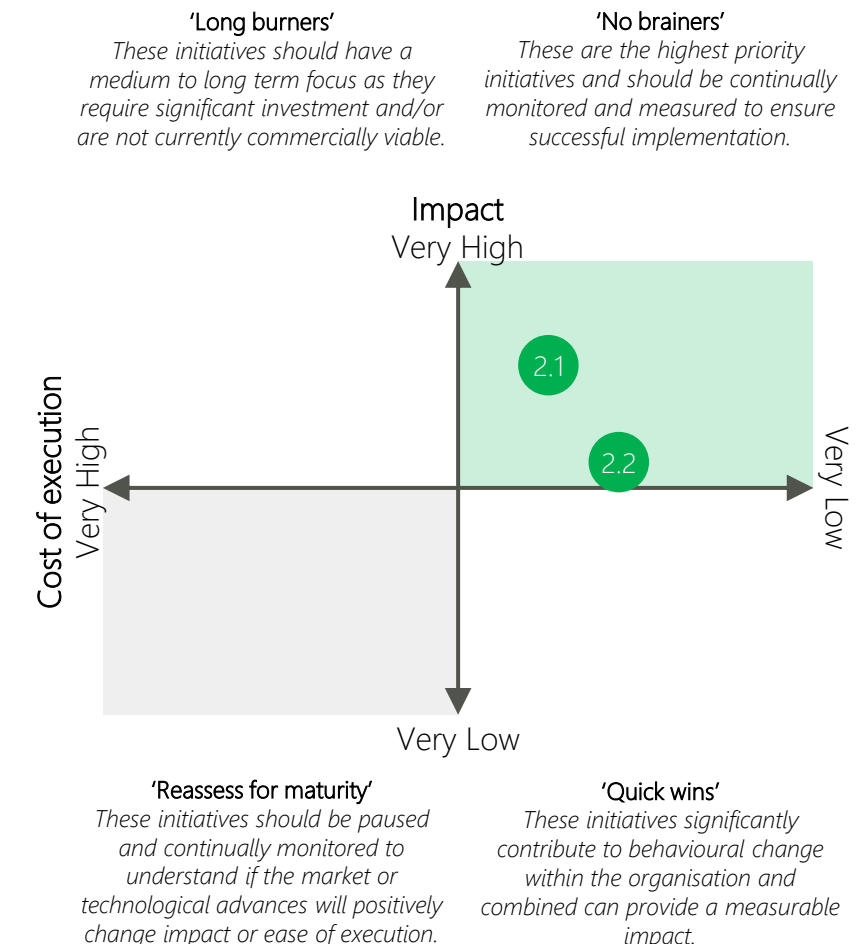 'Long burners'
These initiatives should have a
medium to long term focus as they
require significant investment and/or
are not currently commercially viable.
'No brainers'
These are the highest priority
initiatives and should be continually
monitored and measured to ensure
successful implementation.
Impact
Very High
Cost of execution
Very High
2.1
2.2
Very Low
Very Low
'Reassess for maturity'
These initiatives should be paused
and continually monitored to
understand if the market or
technological advances will positively
change impact or ease of execution.
'Quick wins'
These initiatives significantly
contribute to behavioural change
within the organisation and
combined can provide a measurable
impact.